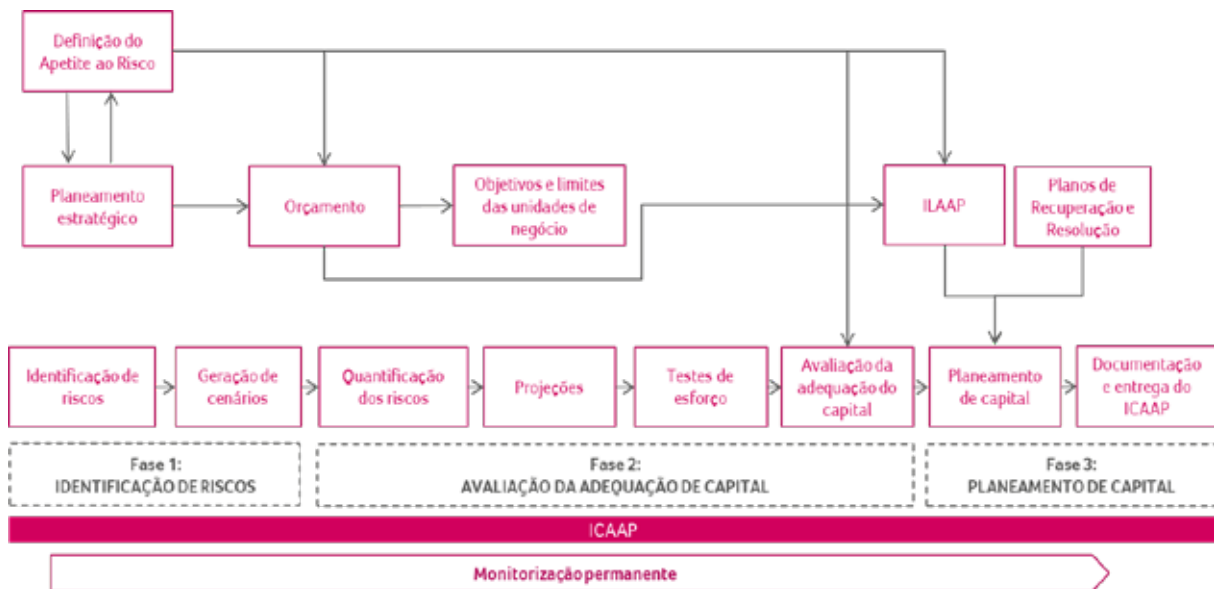 Definição do
Apetite ao Risco
Planeamento
estratégico
Orçamento
Objetivos e limites
das unidades de
negócio
ILAAP
Planos de
Recuperação e
Resolução
Identificação de
riscos
Geração de
cenários
Quantificação
dos riscos
Projeções
Testes de
esforço
Avaliação da
adequação do
capital
Planeamento
de capital
Documentação
e entrega do
ICAAP
Fase 1:
IDENTIFICAÇÃO DE RISCOS
Fase 2:
AVALIAÇÃO DA ADEQUAÇÃO DE CAPITAL
Fase 3:
PLANEAMENTO DE CAPITAL
ICAAP
Monitorização permanente